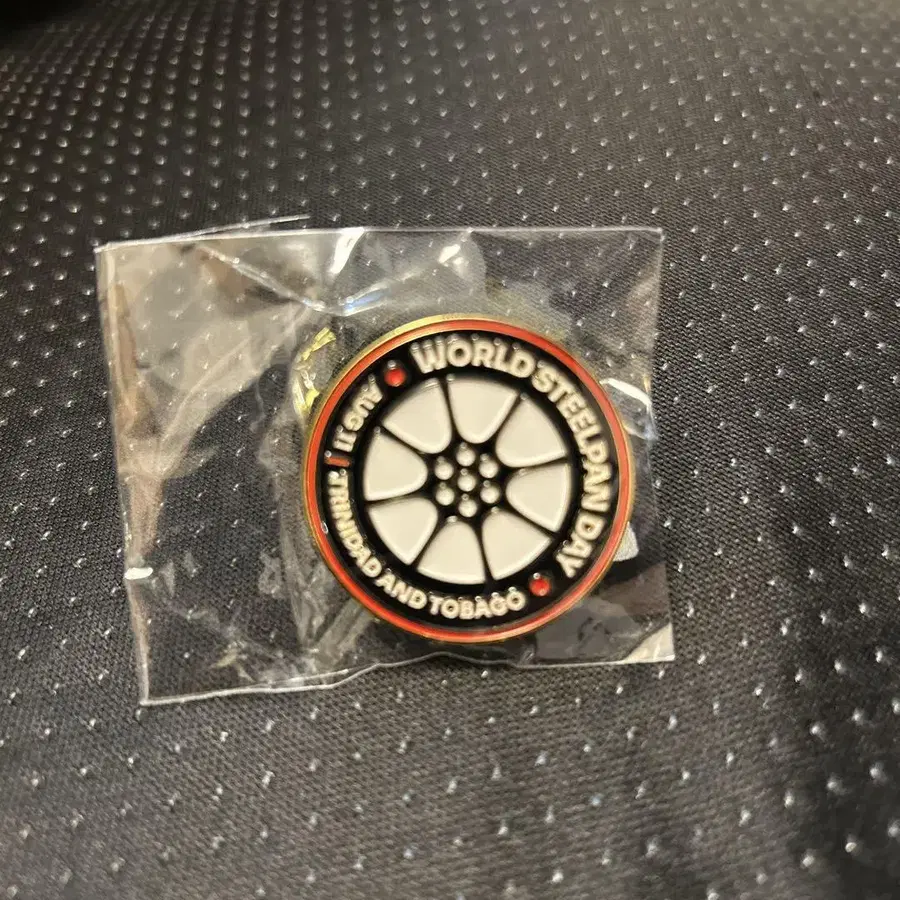 WORLD STEELPAN DAY
AUG 11 | TRINIDAD AND TOBAGO